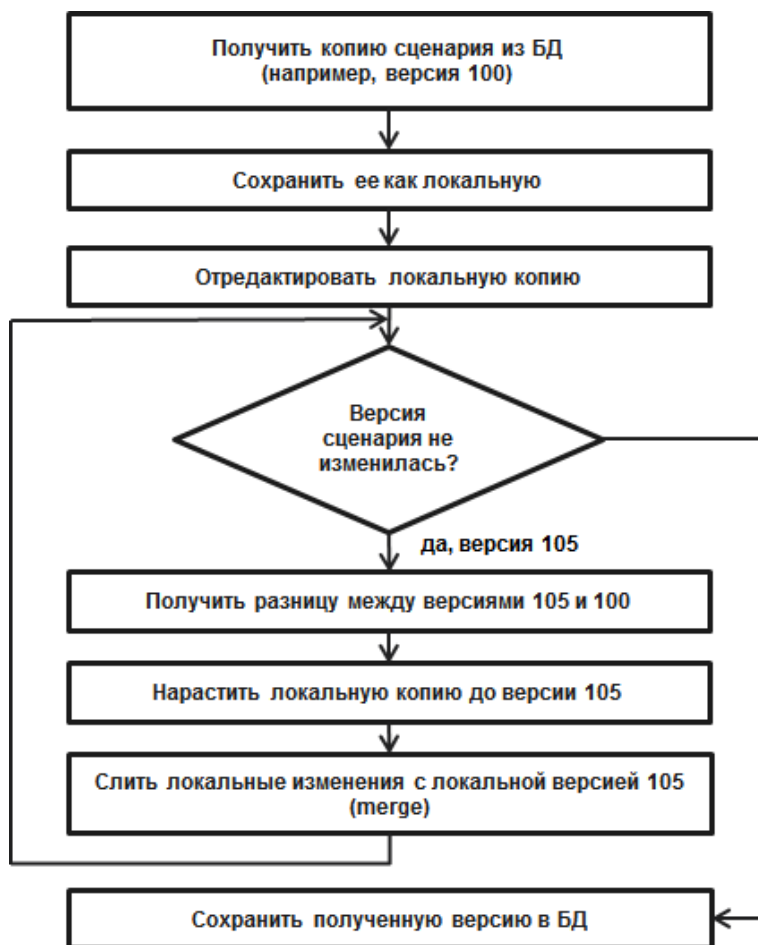 Получить копию сценария из БД
(например, версия 100)
Сохранить ее как локальную
Отредактировать локальную копию
Версия
сценария не
изменилась?
да, версия 105
Получить разницу между версиями 105 и 100
Нарастить локальную копию до версии 105
Слить локальные изменения с локальной версией 105
(merge)
Сохранить полученную версию в БД